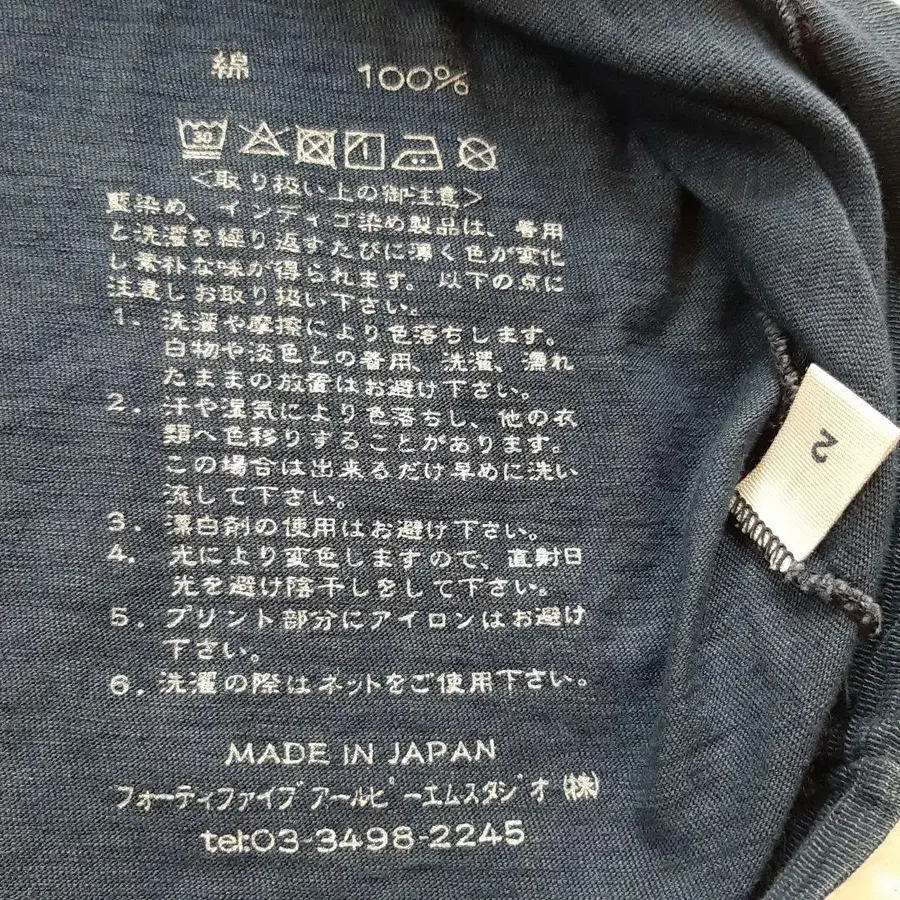 綿 100%
30
<取り扱い上の御注意>
藍染め、インディゴ染め製品は、着用
と洗濯を繰り返すたびに薄く色が変化
し素朴な味が得られます。以下の点に
注意しお取り扱い下さい。
1. 洗濯や摩擦により色落ちします。
白物や淡色との着用、洗濯、濡れ
たままの放置はお避け下さい。
2. 汗や湿気により色落ちし、他の衣
類へ色移りすることがあります。
この場合は出来るだけ早めに洗い
流して下さい。
3. 漂白剤の使用はお避け下さい。
4. 光により変色しますので、直射日
光を避け陰干しをして下さい。
5. プリント部分にアイロンはお避け
下さい。
6. 洗濯の際はネットをご使用下さい。
MADE IN JAPAN
フォーティファイブアールピーエムスタジオ(株)
tel:03-3498-2245
2